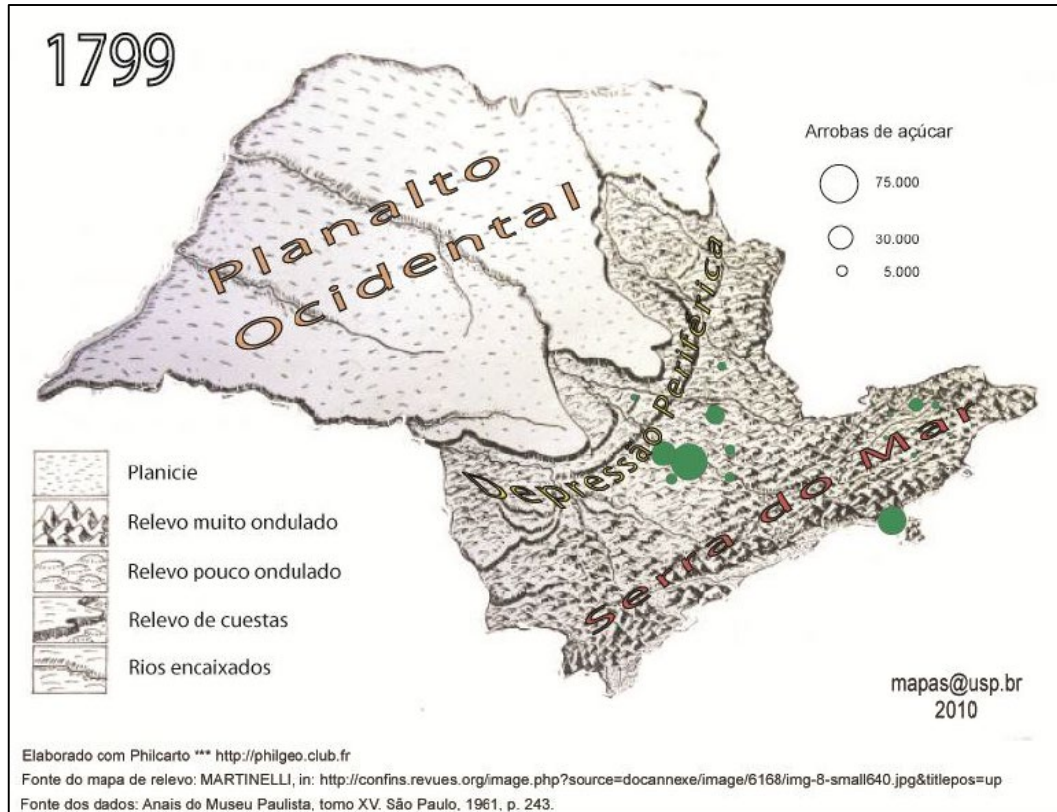 1799
Arrobas de açúcar
75.000
30.000
5.000
Planalto
Ocidental
Depressão Periférica
Serra do Mar
Planicie
Relevo muito ondulado
Relevo pouco ondulado
Relevo de cuestas
Rios encaixados
mapas@usp.br
2010
Elaborado com Philcarto *** http://philgeo.club.fr
Fonte do mapa de relevo: MARTINELLI, in: http://confins.revues.org/image.php?source=docannexe/image/6168/img-8-small640.jpg&titlepos=up
Fonte dos dados: Anais do Museu Paulista, tomo XV. São Paulo, 1961, p. 243.